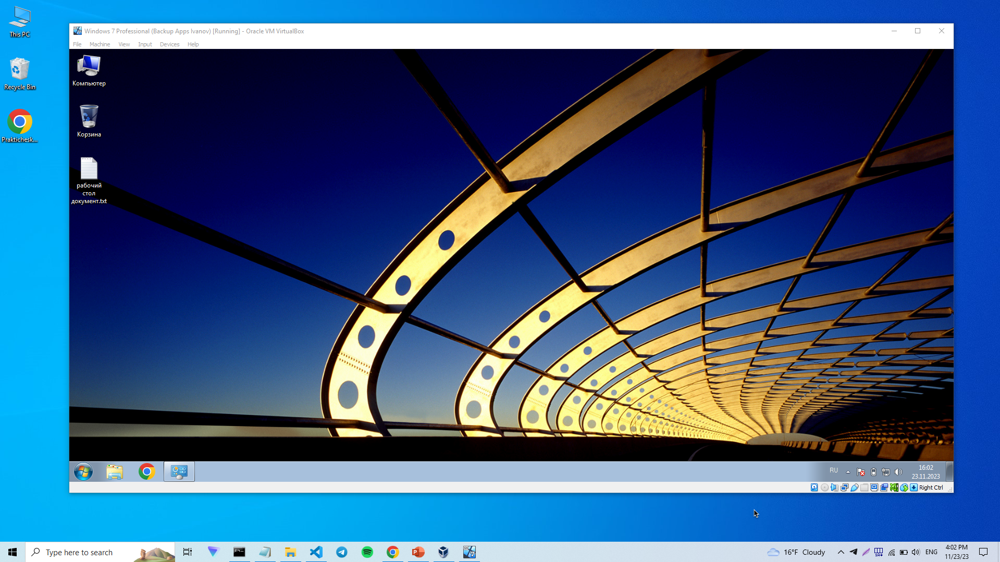 This PC
Recycle Bin
Praktichesk...
Windows 7 Professional (Backup Apps Ivanov) [Running] - Oracle VM VirtualBox
File Machine View Input Devices Help
Компьютер
Корзина
рабочий
стол
документ.txt
RU
16:02
23.11.2023
Right Ctrl
Type here to search
16°F Cloudy
ENG
4:02 PM
11/23/23